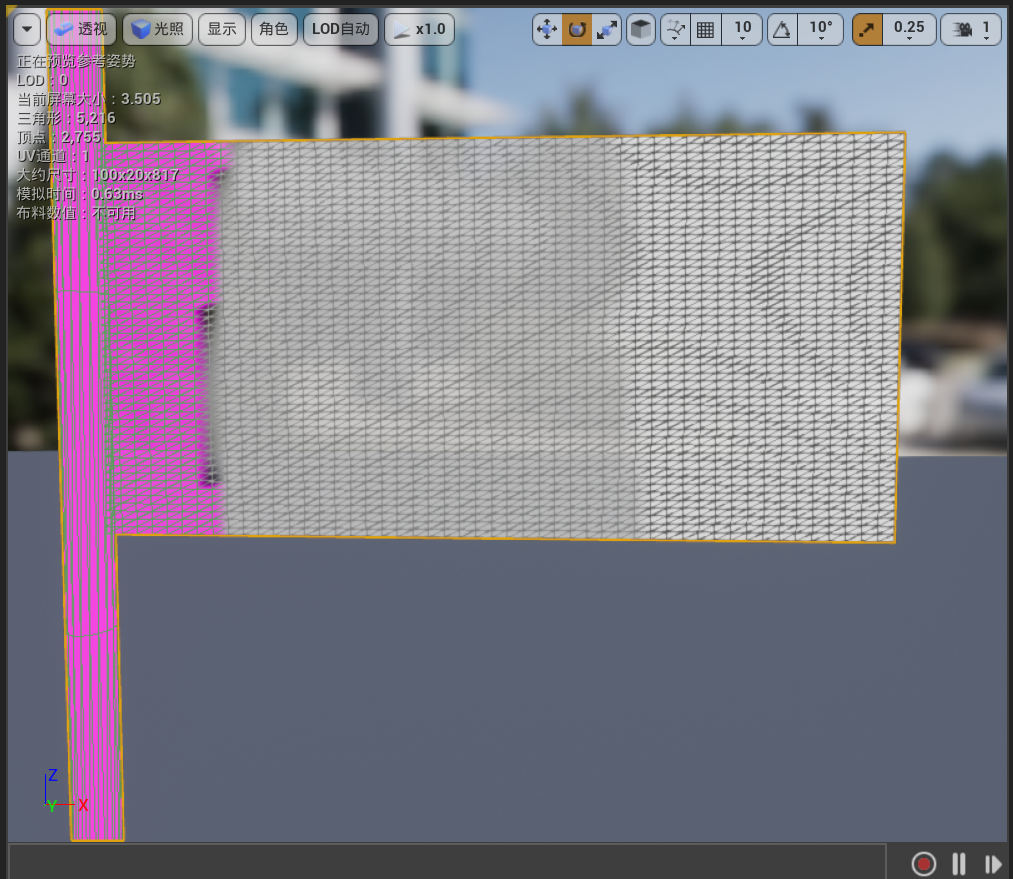 透视 光照 显示 角色 LOD自动 x1.0 10 10° 0.25 1
正在预览参考姿势
LOD：0
当前屏幕大小：3.505
三角形：5,216
顶点：2,755
UV通道：1
大约尺寸：100x20x817
模拟时间：0.63ms
布料数值：不可用
Z
Y X